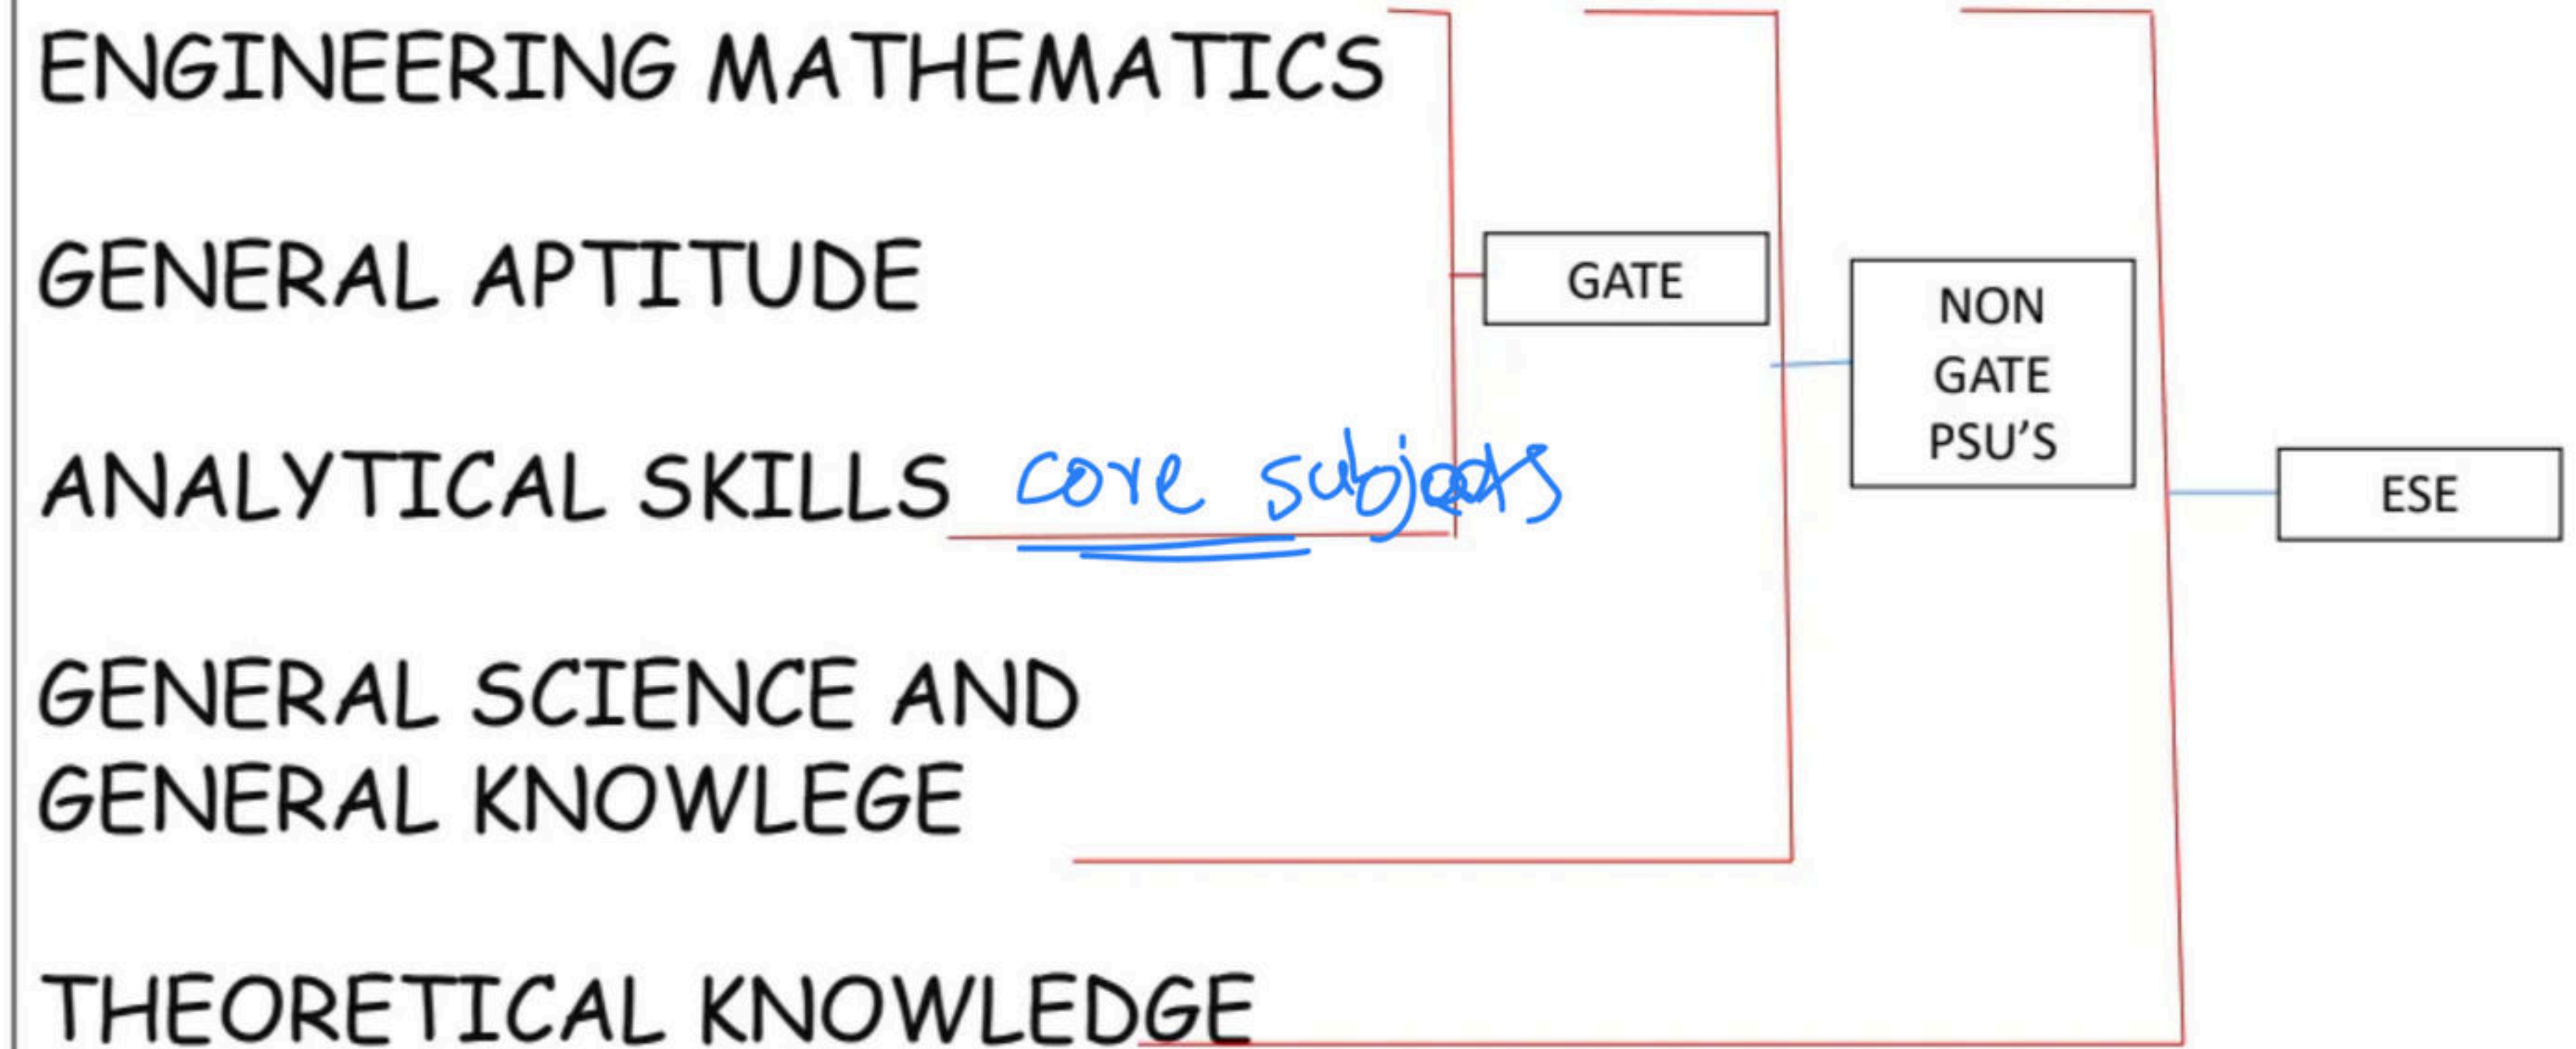 ENGINEERING MATHEMATICS
GENERAL APTITUDE
GATE
NON
GATE
PSU'S
ANALYTICAL SKILLS core subjects
ESE
GENERAL SCIENCE AND
GENERAL KNOWLEGE
THEORETICAL KNOWLEDGE